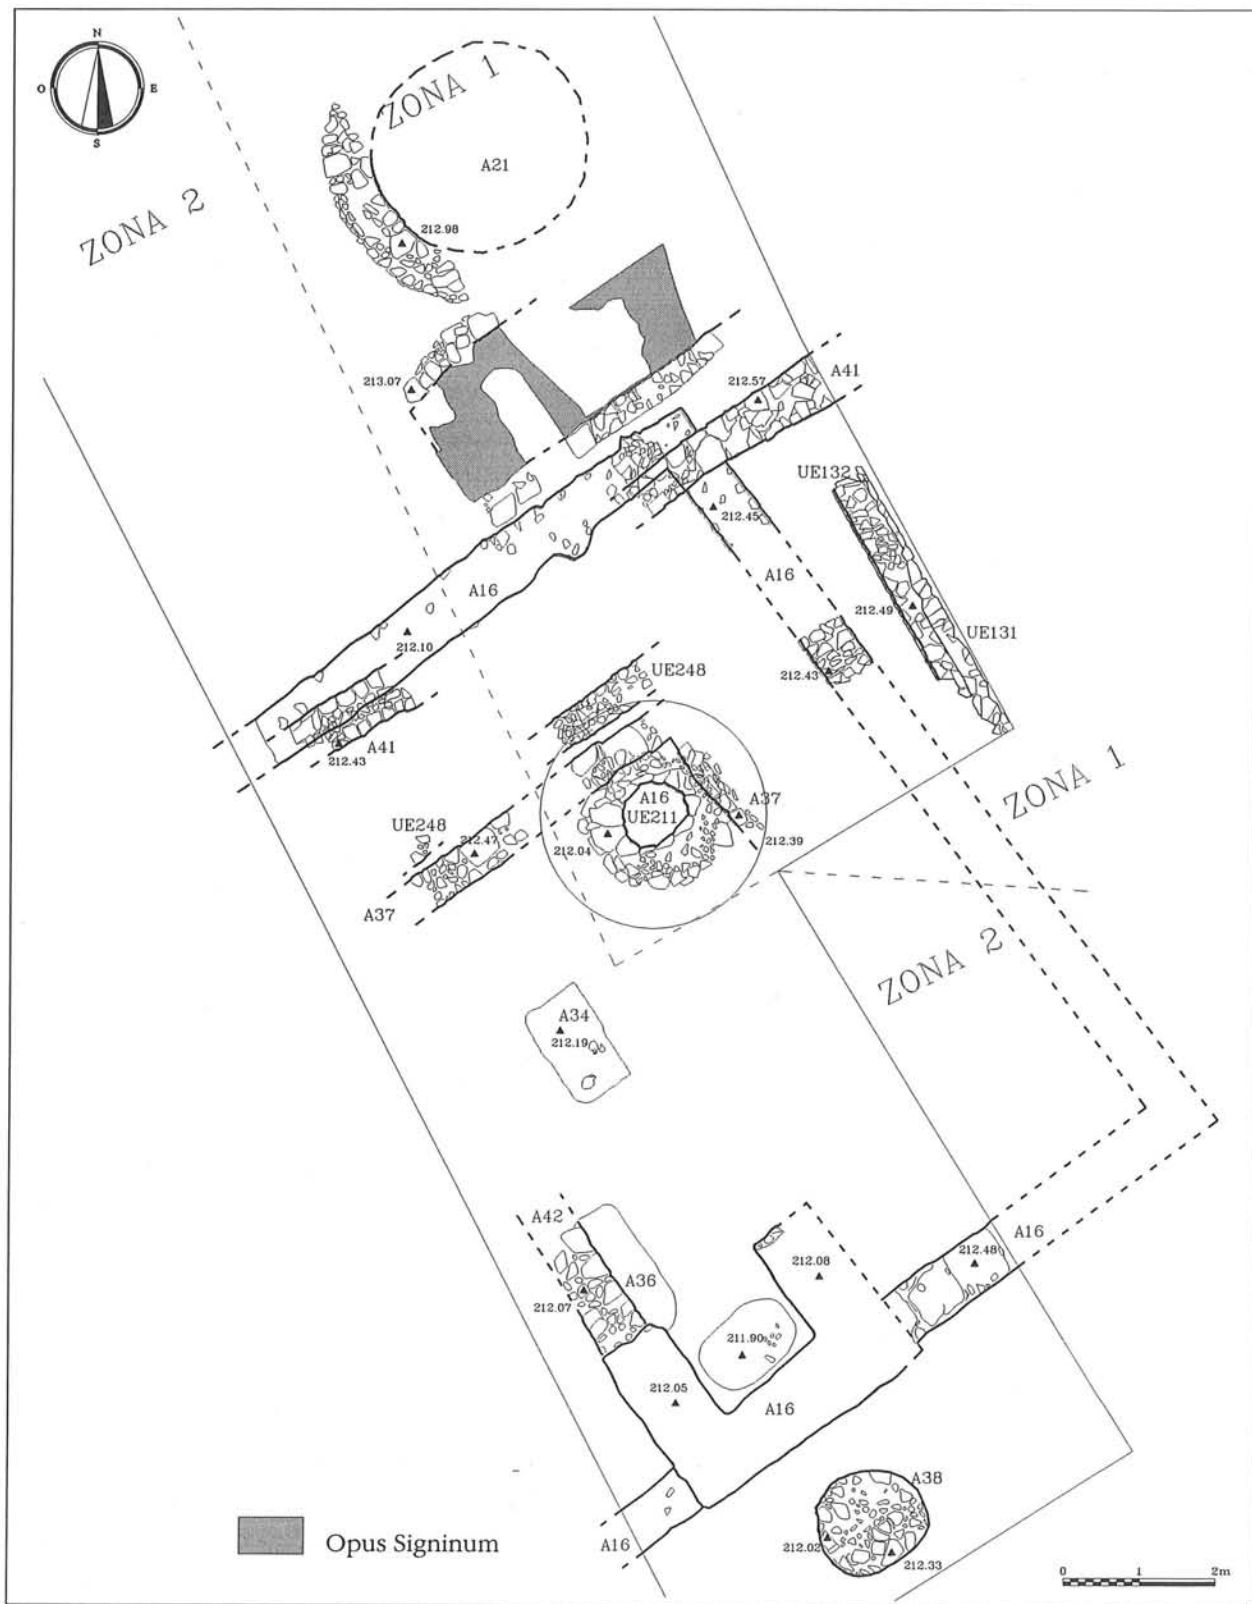 N
O
E
S
ZONA 1
ZONA 2
A21
212.98
213.07
212.57
A41
UE132
212.45
A16
A16
212.49
UE131
212.10
UE248
212.43
A41
212.43
ZONA 1
A16
UE211
A37
UE248
212.47
212.04
212.39
A37
ZONA 2
A34
212.19
A42
A16
212.48
212.08
A36
212.07
211.90
212.05
A16
A38
Opus Signinum
A16
212.02
212.33
0 1 2m